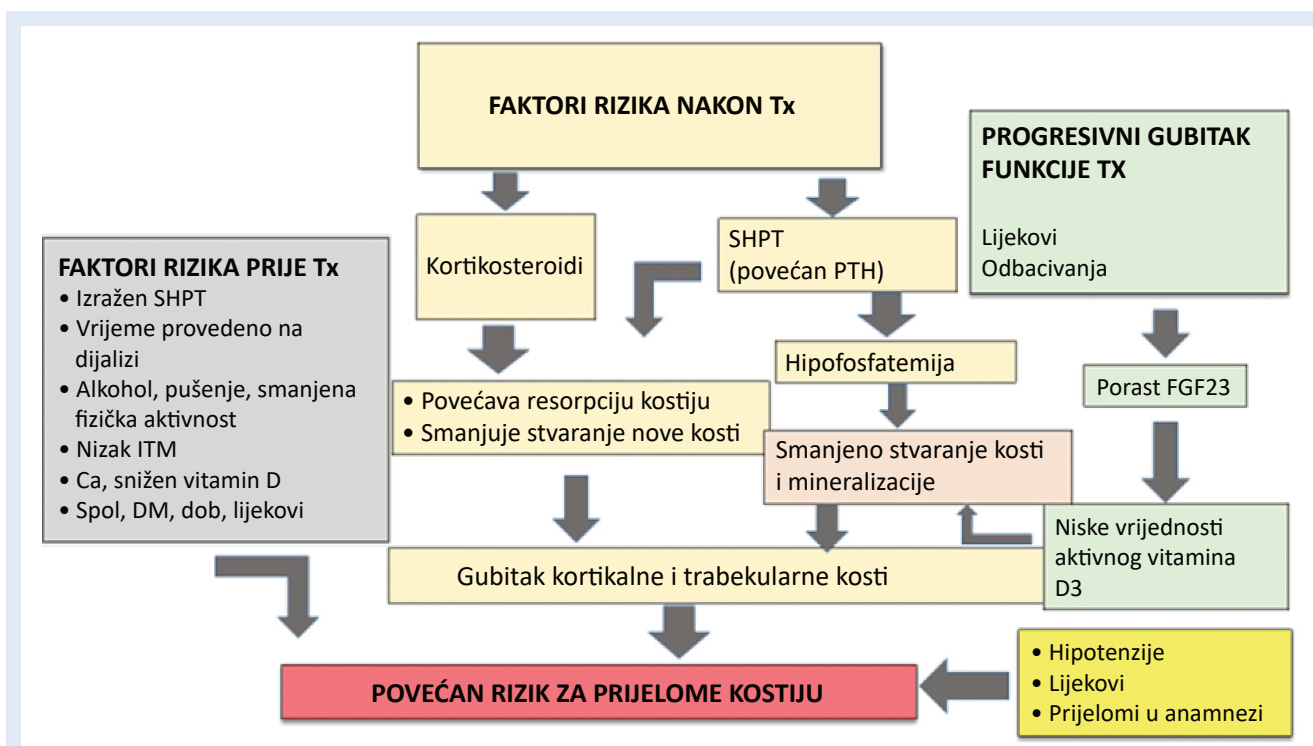 FAKTORI RIZIKA NAKON Tx
PROGRESIVNI GUBITAK
FUNKCIJE TX
Lijekovi
Odbacivanja
FAKTORI RIZIKA PRIJE Tx
• Izražen SHPT
• Vrijeme provedeno na
dijalizi
• Alkohol, pušenje, smanjena
fizička aktivnost
• Nizak ITM
• Ca, snižen vitamin D
• Spol, DM, dob, lijekovi
Kortikosteroidi
SHPT
(povećan PTH)
Hipofosfatemija
Porast FGF23
• Povećava resorpciju kostiju
• Smanjuje stvaranje nove kosti
Smanjeno stvaranje kosti
i mineralizacije
Niske vrijednosti
aktivnog vitamina
D3
Gubitak kortikalne i trabekularne kosti
POVEĆAN RIZIK ZA PRIJELOME KOSTIJU
• Hipotenzije
• Lijekovi
• Prijelomi u anamnezi